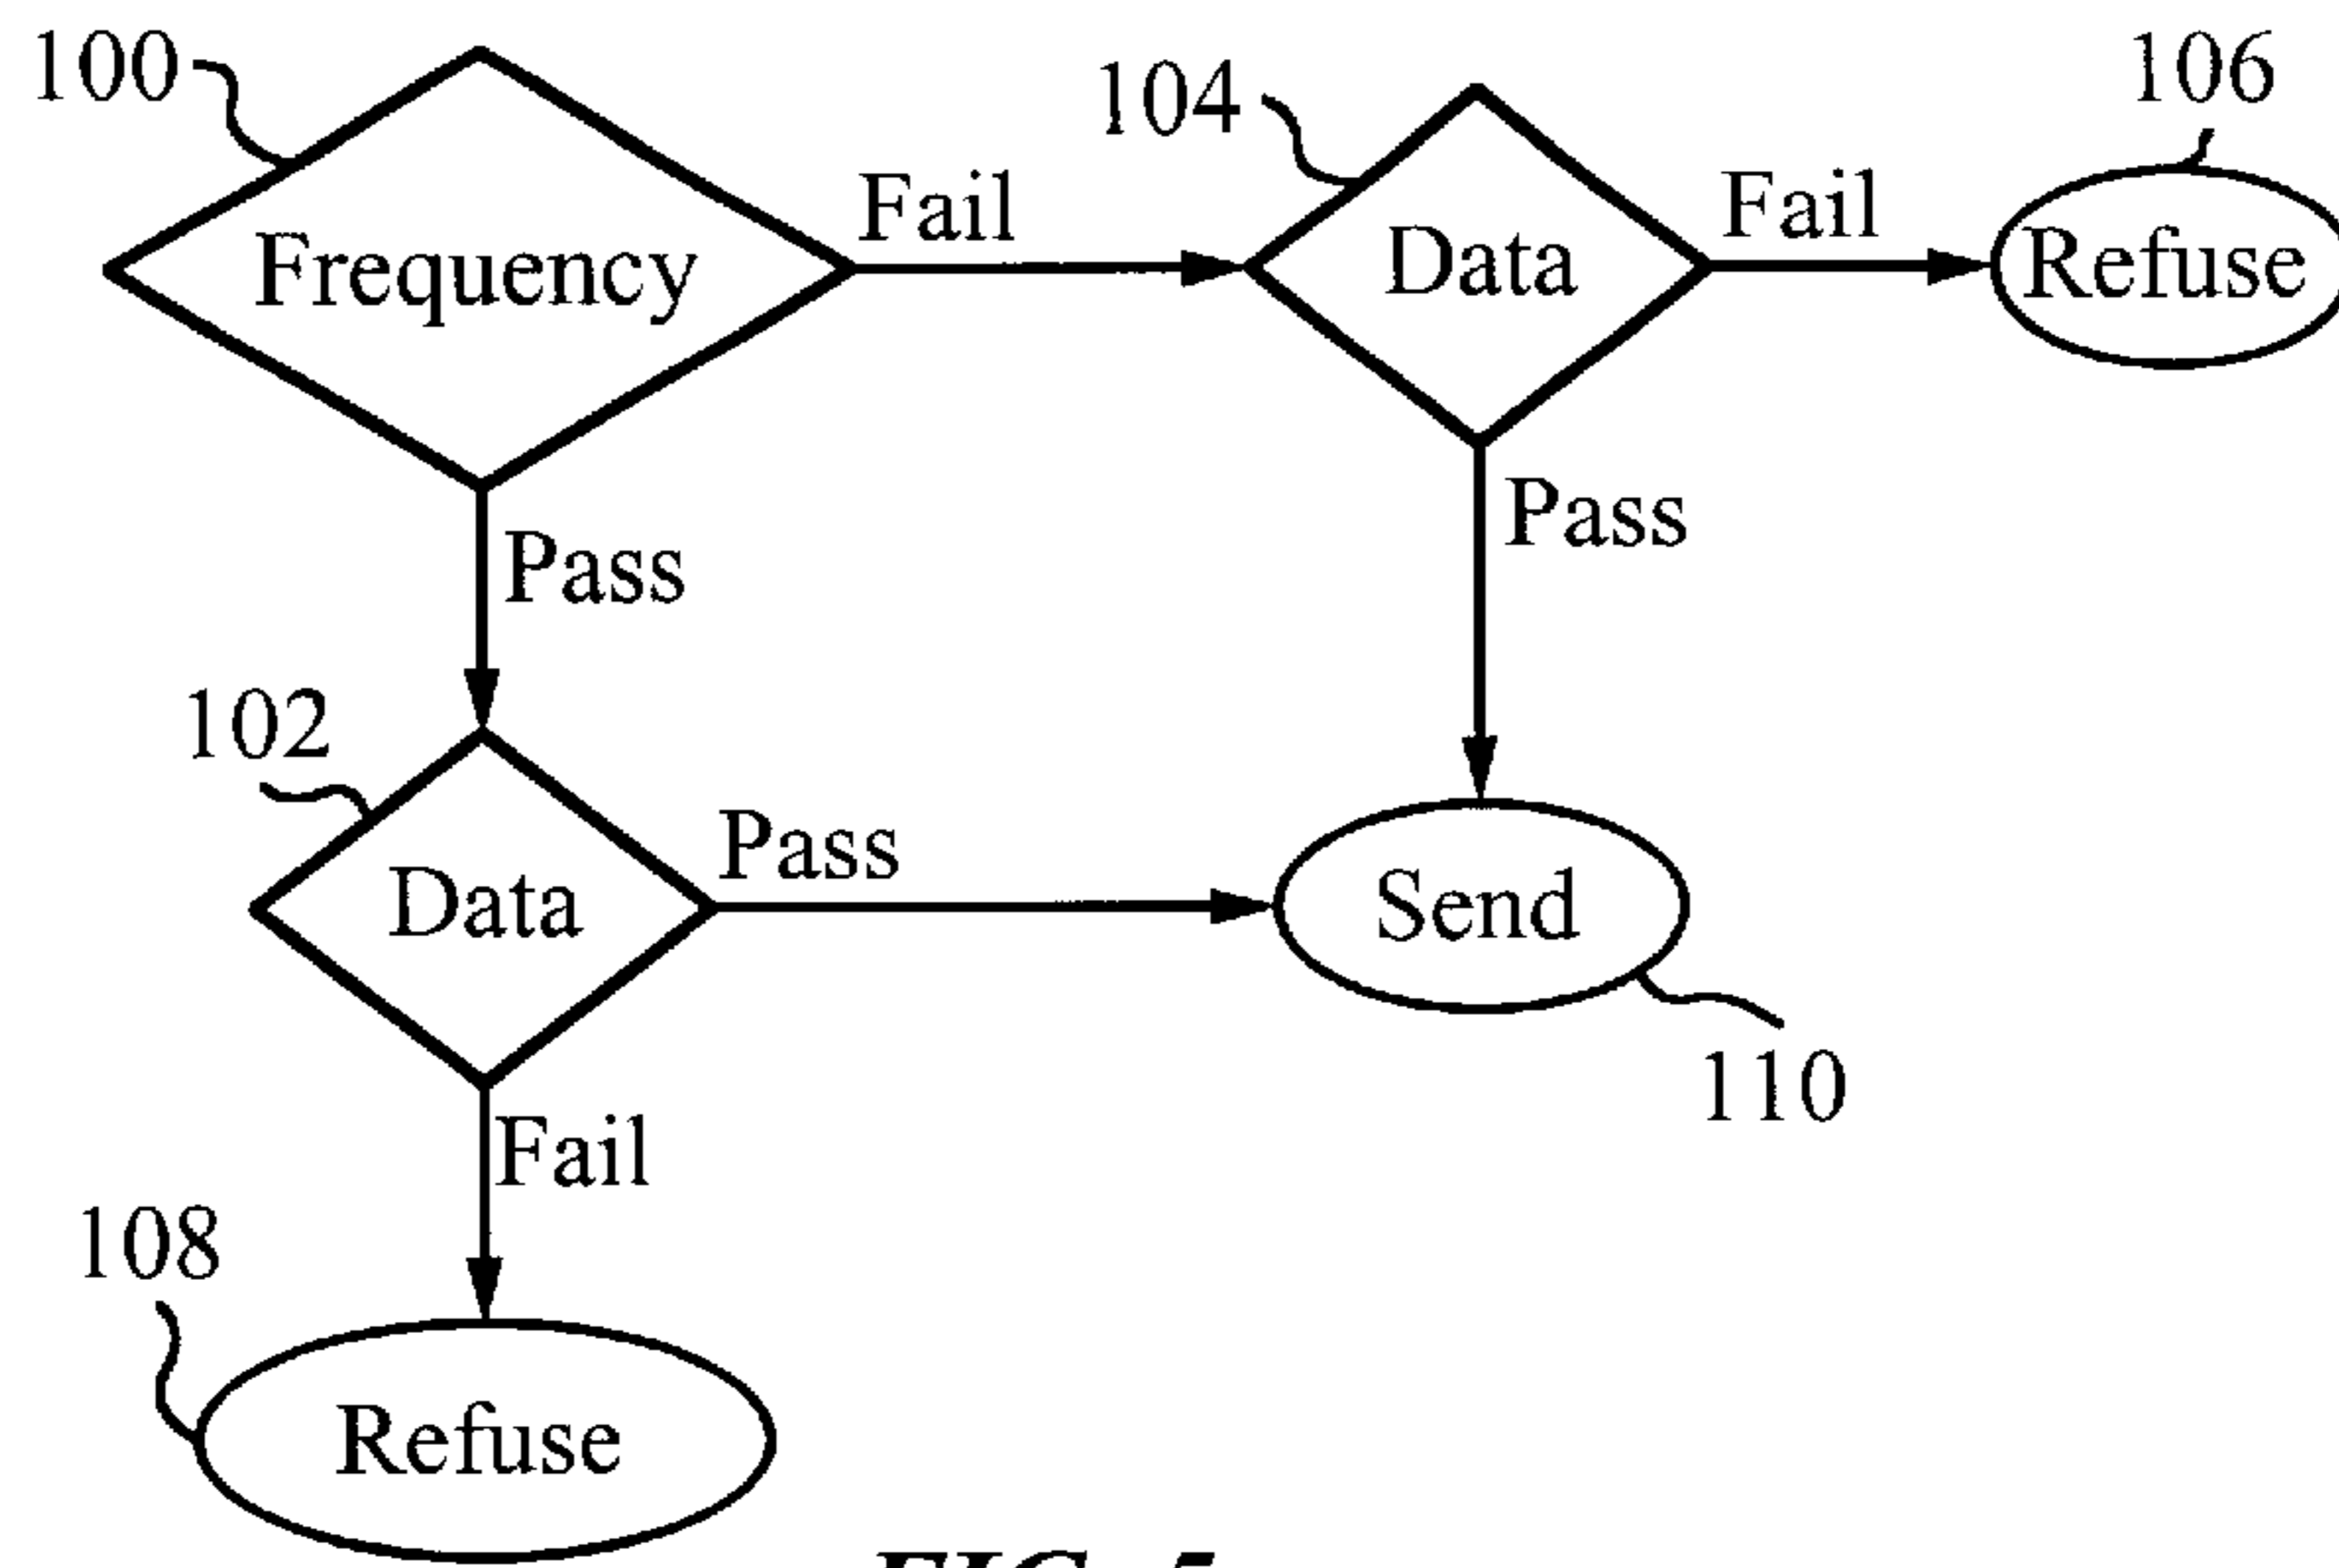 100
104
106
Fail
Fail
Frequency
Data
Refuse
Pass
Pass
102
Pass
Data
Send
110
Fail
108
Refuse